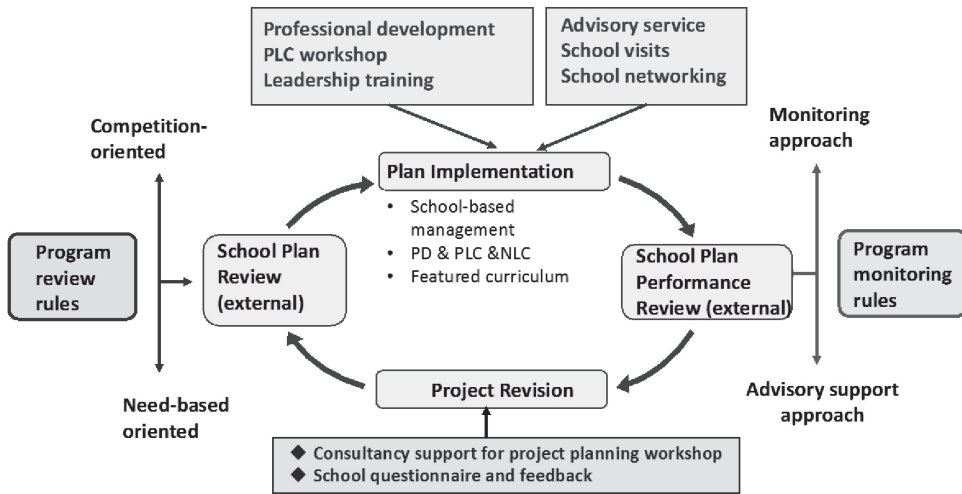 Professional development
PLC workshop
Leadership training
Advisory service
School visits
School networking
Competition-
oriented
Monitoring
approach
Plan Implementation
• School-based
management
• PD & PLC &NLC
• Featured curriculum
Program
review
rules
School Plan
Review
(external)
School Plan
Performance
Review (external)
Program
monitoring
rules
Need-based
oriented
Project Revision
Advisory support
approach
◆ Consultancy support for project planning workshop
◆ School questionnaire and feedback